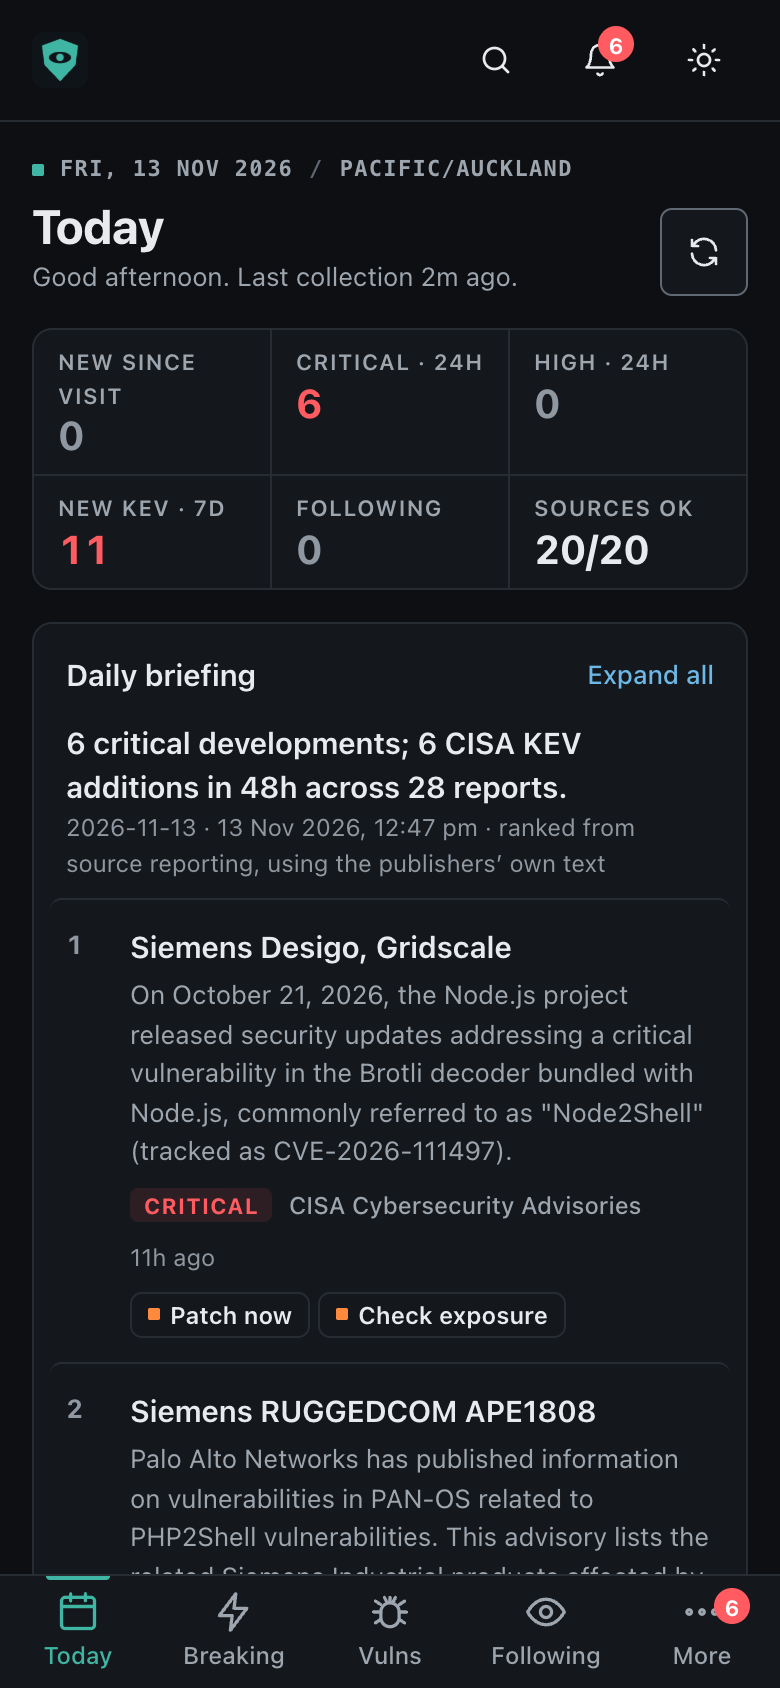 6
FRI, 13 NOV 2026 / PACIFIC/AUCKLAND
Today
Good afternoon. Last collection 2m ago.
NEW SINCE
VISIT
0
CRITICAL · 24H
6
HIGH · 24H
0
NEW KEV · 7D
11
FOLLOWING
0
SOURCES OK
20/20
Daily briefing
Expand all
6 critical developments; 6 CISA KEV
additions in 48h across 28 reports.
2026-11-13 · 13 Nov 2026, 12:47 pm · ranked from
source reporting, using the publishers’ own text
1
Siemens Desigo, Gridscale
On October 21, 2026, the Node.js project
released security updates addressing a critical
vulnerability in the Brotli decoder bundled with
Node.js, commonly referred to as "Node2Shell"
(tracked as CVE-2026-111497).
CRITICAL CISA Cybersecurity Advisories
11h ago
Patch now Check exposure
2
Siemens RUGGEDCOM APE1808
Palo Alto Networks has published information
on vulnerabilities in PAN-OS related to
PHP2Shell vulnerabilities. This advisory lists the
related Siemens Industrial products affected by
6
Today Breaking Vulns Following More